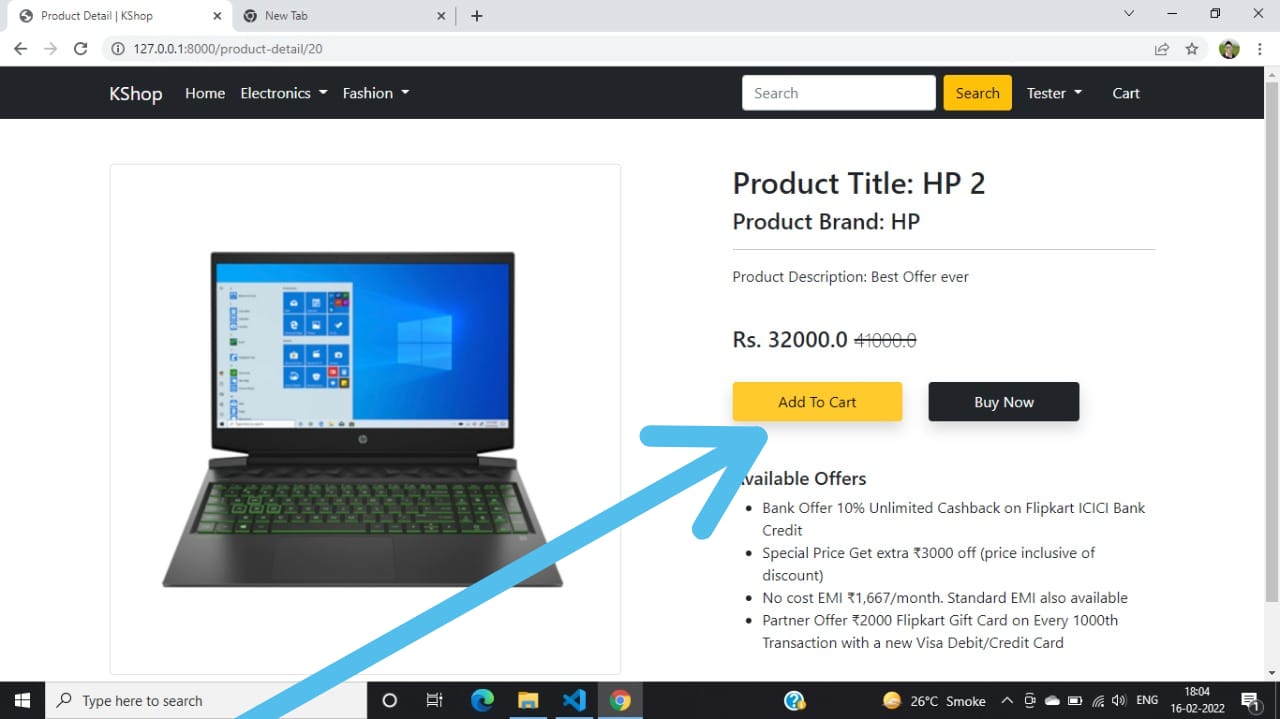 Product Detail | KShop
New Tab
127.0.0.1:8000/product-detail/20
KShop Home Electronics Fashion Search Search Tester Cart
Product Title: HP 2
Product Brand: HP
Product Description: Best Offer ever
Rs. 32000.0 41000.0
Add To Cart Buy Now
vailable Offers
Bank Offer 10% Unlimited Cashback on Flipkart ICICI Bank
Credit
Special Price Get extra ₹3000 off (price inclusive of
discount)
No cost EMI ₹1,667/month. Standard EMI also available
Partner Offer ₹2000 Flipkart Gift Card on Every 1000th
Transaction with a new Visa Debit/Credit Card
hp
Type here to search
26°C Smoke
ENG
18:04
16-02-2022
1